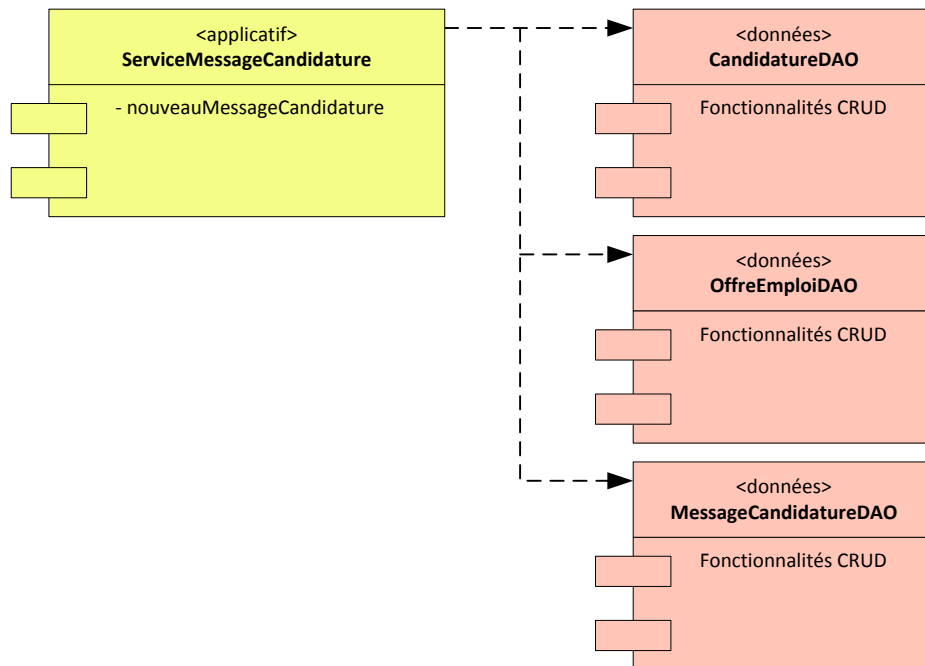 <applicatif>
ServiceMessageCandidature
- nouveauMessageCandidature
<données>
CandidatureDAO
Fonctionnalités CRUD
<données>
OffreEmploiDAO
Fonctionnalités CRUD
<données>
MessageCandidatureDAO
Fonctionnalités CRUD